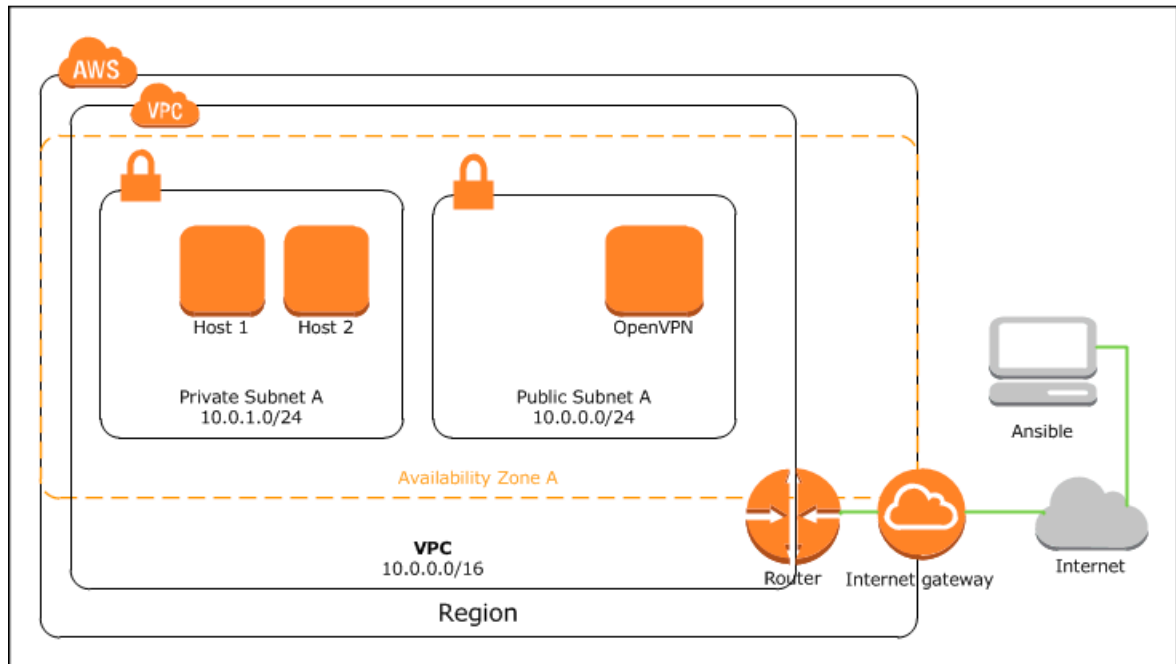 AWS
VPC
Host 1
Host 2
OpenVPN
Private Subnet A
10.0.1.0/24
Public Subnet A
10.0.0.0/24
Ansible
Availability Zone A
VPC
10.0.0.0/16
Router
Internet gateway
Internet
Region